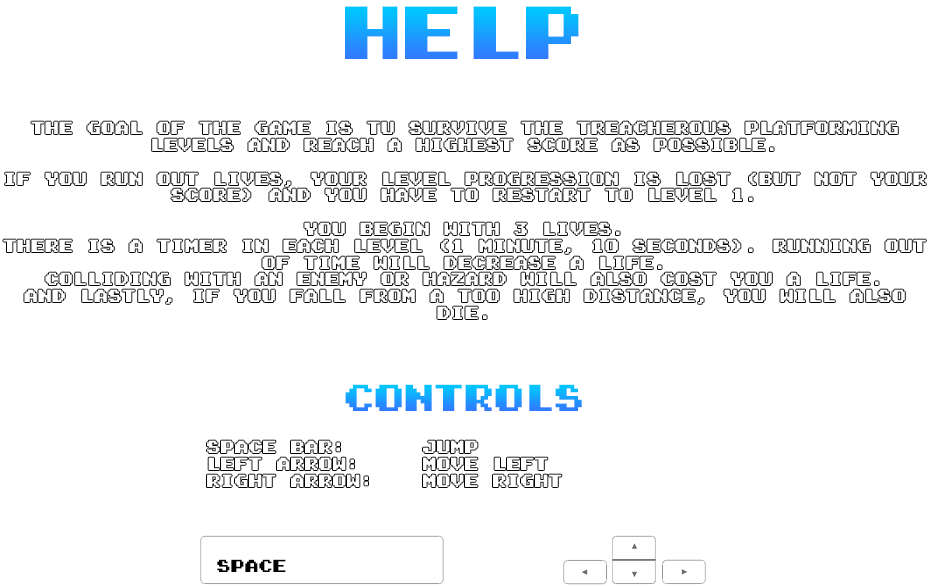 HELP
THE GOAL OF THE GAME IS TU SURVIVE THE TREACHEROUS PLATFORMING
LEVELS AND REACH A HIGHEST SCORE AS POSSIBLE.
IF YOU RUN OUT LIVES, YOUR LEVEL PROGRESSION IS LOST (BUT NOT YOUR
SCORE) AND YOU HAVE TO RESTART TO LEVEL 1.
YOU BEGIN WITH 3 LIVES.
THERE IS A TIMER IN EACH LEVEL (1 MINUTE, 10 SECONDS). RUNNING OUT
OF TIME WILL DECREASE A LIFE.
COLLIDING WITH AN ENEMY OR HAZARD WILL ALSO COST YOU A LIFE.
AND LASTLY, IF YOU FALL FROM A TOO HIGH DISTANCE, YOU WILL ALSO
DIE.
CONTROLS
SPACE BAR: JUMP
LEFT ARROW: MOVE LEFT
RIGHT ARROW: MOVE RIGHT
SPACE